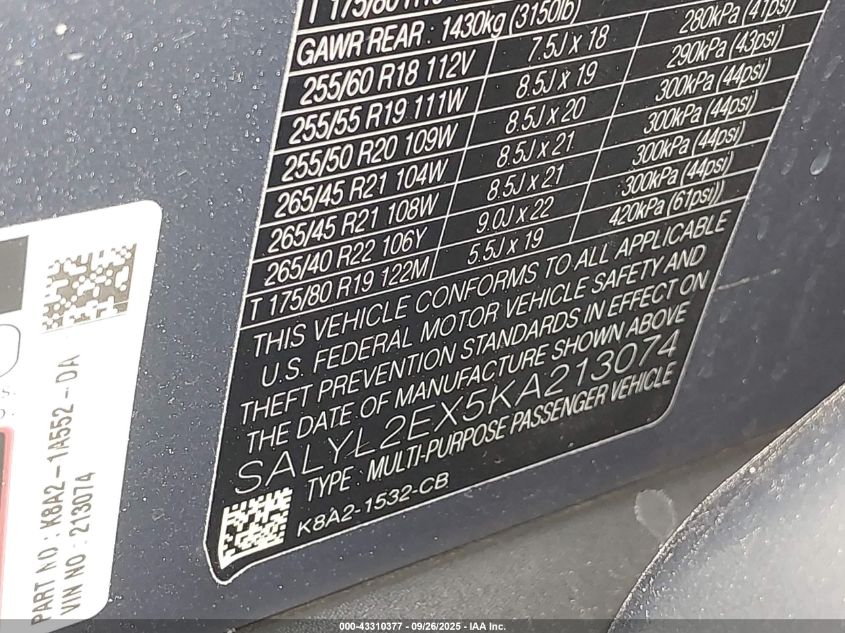 T 175/80 R19
GAWR REAR : 1430kg (3150lb)
280kPa (41psi)
255/60 R18 112V 7.5J x 18 290kPa (43psi)
255/55 R19 111W 8.5J x 19 300kPa (44psi)
255/50 R20 109W 8.5J x 20 300kPa (44psi)
265/45 R21 104W 8.5J x 21 300kPa (44psi)
265/45 R21 108W 8.5J x 21 300kPa (44psi)
265/40 R22 106Y 9.0J x 22 420kPa (61psi))
T 175/80 R19 122M 5.5J x 19
THIS VEHICLE CONFORMS TO ALL APPLICABLE
U.S. FEDERAL MOTOR VEHICLE SAFETY AND
THEFT PREVENTION STANDARDS IN EFFECT ON
THE DATE OF MANUFACTURE SHOWN ABOVE
SALYL2EX5KA213074
TYPE : MULTI-PURPOSE PASSENGER VEHICLE
K8A2-1532-CB
PART NO : K8A2-1A552-DA
VIN NO : 213074
000-43310377 - 09/26/2025 - IAA Inc.